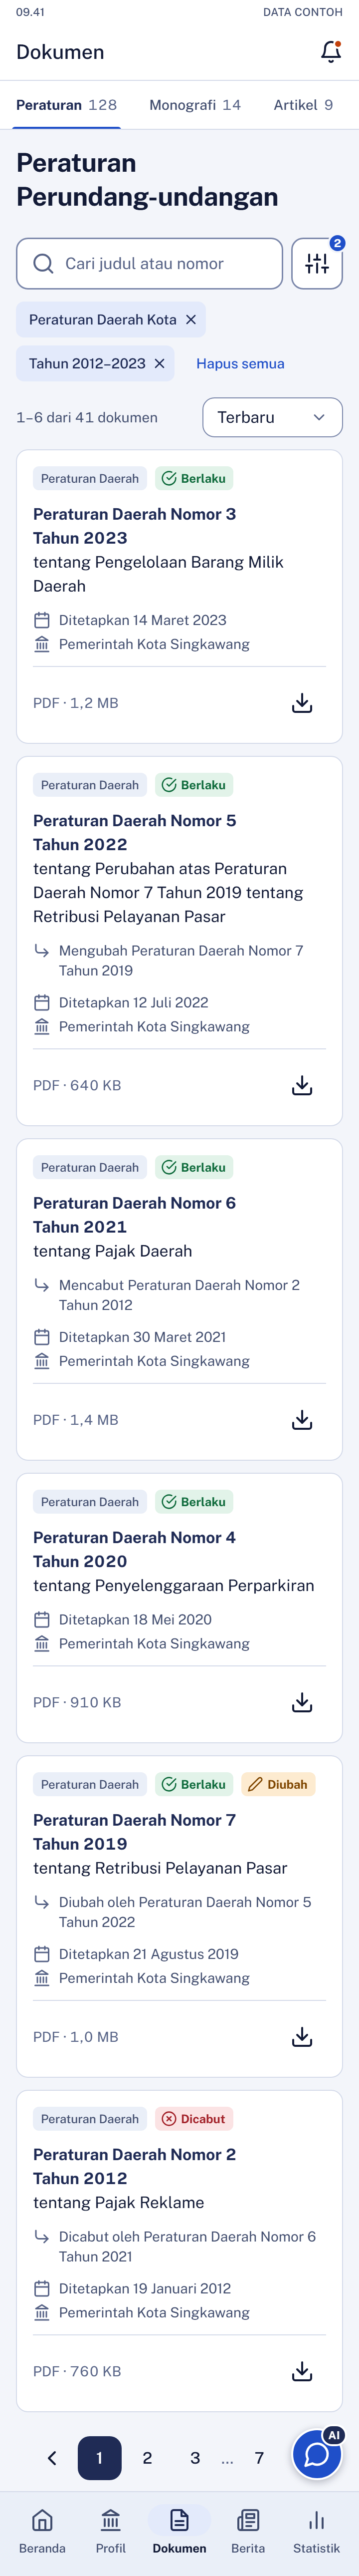 09.41 DATA CONTOH
Dokumen
Peraturan 128 Monografi 14 Artikel 9
Peraturan
Perundang-undangan
Cari judul atau nomor 2
Peraturan Daerah Kota
Tahun 2012–2023 Hapus semua
1–6 dari 41 dokumen Terbaru
Peraturan Daerah Berlaku
Peraturan Daerah Nomor 3
Tahun 2023
tentang Pengelolaan Barang Milik
Daerah
Ditetapkan 14 Maret 2023
Pemerintah Kota Singkawang
PDF · 1,2 MB
Peraturan Daerah Berlaku
Peraturan Daerah Nomor 5
Tahun 2022
tentang Perubahan atas Peraturan
Daerah Nomor 7 Tahun 2019 tentang
Retribusi Pelayanan Pasar
Mengubah Peraturan Daerah Nomor 7
Tahun 2019
Ditetapkan 12 Juli 2022
Pemerintah Kota Singkawang
PDF · 640 KB
Peraturan Daerah Berlaku
Peraturan Daerah Nomor 6
Tahun 2021
tentang Pajak Daerah
Mencabut Peraturan Daerah Nomor 2
Tahun 2012
Ditetapkan 30 Maret 2021
Pemerintah Kota Singkawang
PDF · 1,4 MB
Peraturan Daerah Berlaku
Peraturan Daerah Nomor 4
Tahun 2020
tentang Penyelenggaraan Perparkiran
Ditetapkan 18 Mei 2020
Pemerintah Kota Singkawang
PDF · 910 KB
Peraturan Daerah Berlaku Diubah
Peraturan Daerah Nomor 7
Tahun 2019
tentang Retribusi Pelayanan Pasar
Diubah oleh Peraturan Daerah Nomor 5
Tahun 2022
Ditetapkan 21 Agustus 2019
Pemerintah Kota Singkawang
PDF · 1,0 MB
Peraturan Daerah Dicabut
Peraturan Daerah Nomor 2
Tahun 2012
tentang Pajak Reklame
Dicabut oleh Peraturan Daerah Nomor 6
Tahun 2021
Ditetapkan 19 Januari 2012
Pemerintah Kota Singkawang
PDF · 760 KB
1 2 3 … 7 AI
Beranda Profil Dokumen Berita Statistik